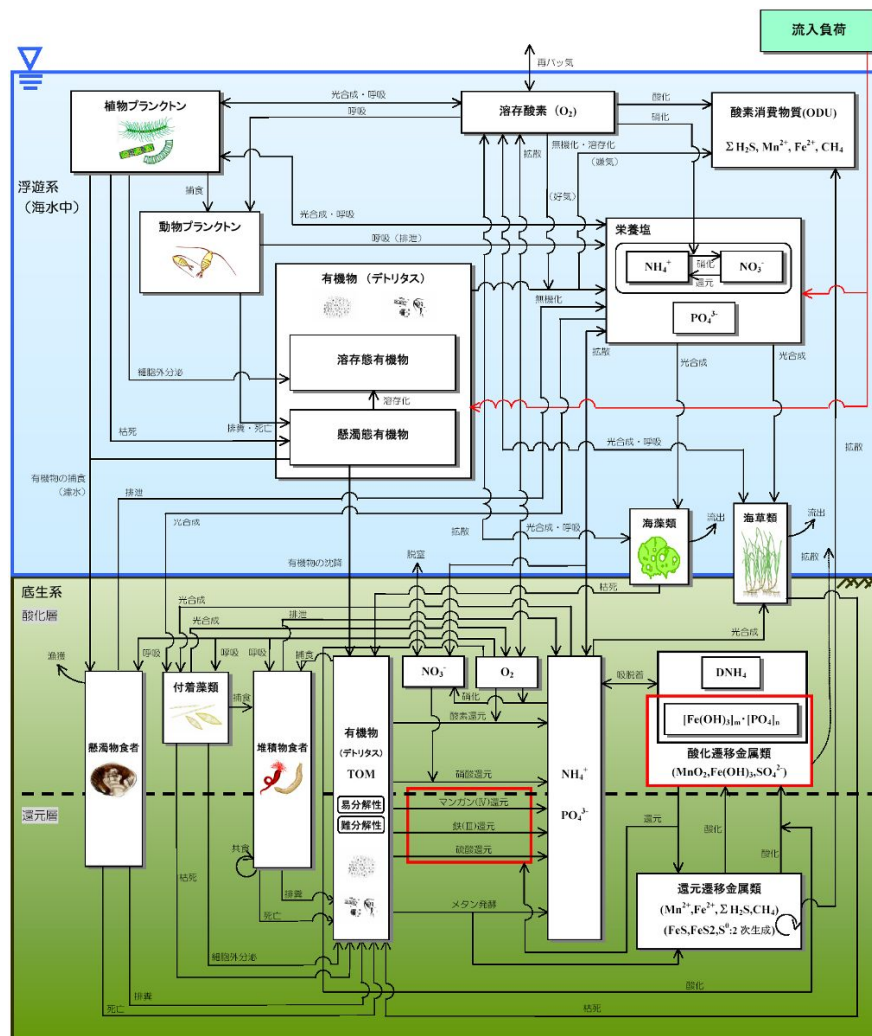 流入負荷
再バッ気
植物プランクトン
光合成・呼吸
呼吸
溶存酸素（O₂）
酸化
硝化
酸素消費物質(ODU)
ΣH₂S, Mn²⁺, Fe²⁺, CH₄
拡散
無機化・溶存化
（嫌気）
浮遊系
（海水中）
捕食
（好気）
動物プランクトン
光合成・呼吸
呼吸（排泄）
栄養塩
NH₄⁺
硝化
還元
NO₃⁻
PO₄³⁻
有機物（デトリタス）
無機化
拡散
光合成
光合成
溶存態有機物
細胞外分泌
溶存化
懸濁態有機物
枯死
排糞・死亡
光合成・呼吸
拡散
有機物の捕食
（濾水）
排泄
光合成
拡散
光合成・呼吸
海藻類
流出
海草類
流出
拡散
有機物の沈降
脱窒
底生系
酸化層
枯死
光合成
光合成
排泄
光合成
漁獲
呼吸
呼吸
呼吸
捕食
NO₃⁻
O₂
硝化
吸脱着
DNH₄
付着藻類
捕食
酸素還元
[Fe(OH)₃]m・[PO₄]n
懸濁物食者
堆積物食者
有機物
(デトリタス)
TOM
酸化遷移金属類
(MnO₂,Fe(OH)₃,SO₄²⁻)
硝酸還元
NH₄⁺
PO₄³⁻
還元層
易分解性
難分解性
マンガン(Ⅳ)還元
鉄(Ⅲ)還元
硫酸還元
還元
酸化
酸化
共食
枯死
排糞
死亡
メタン発酵
還元遷移金属類
(Mn²⁺,Fe²⁺,ΣH₂S,CH₄)
(FeS,FeS2,S⁰:2 次生成)
細胞外分泌
排糞
死亡
酸化
枯死